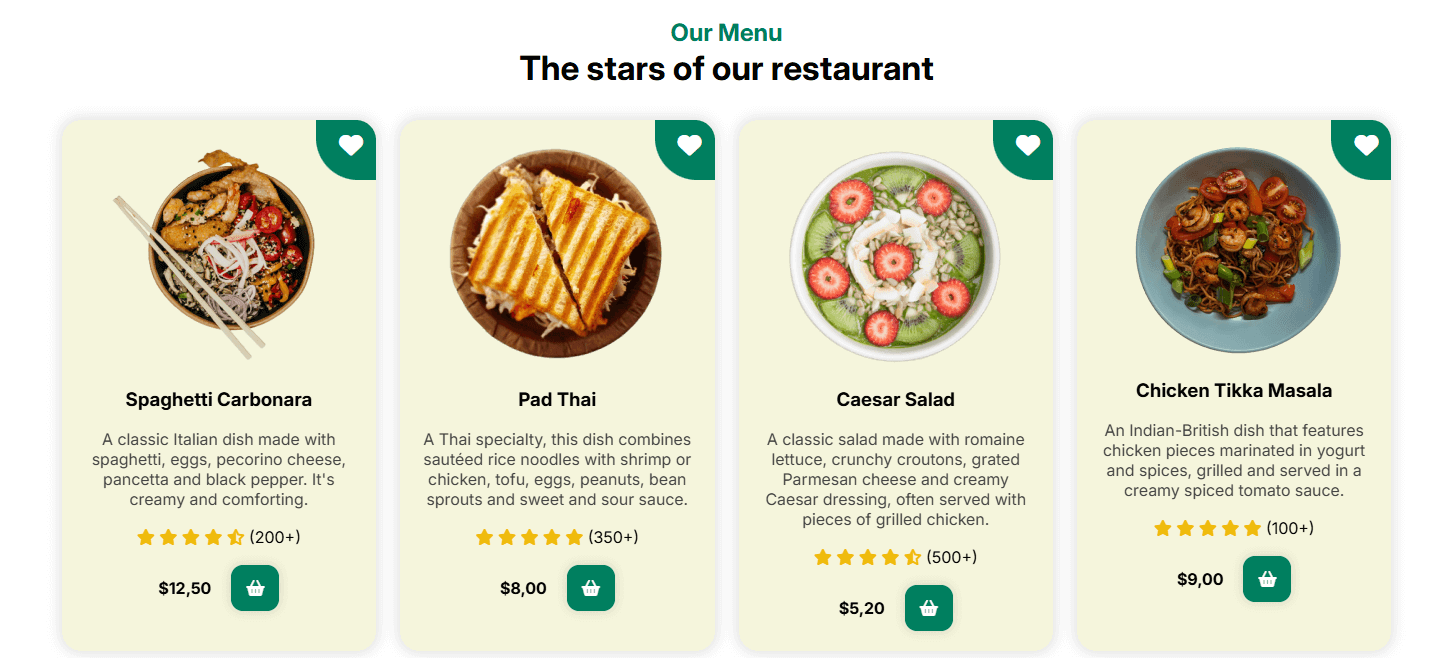 Our Menu
The stars of our restaurant
Spaghetti Carbonara
A classic Italian dish made with
spaghetti, eggs, pecorino cheese,
pancetta and black pepper. It's
creamy and comforting.
(200+)
$12,50
Pad Thai
A Thai specialty, this dish combines
sautéed rice noodles with shrimp or
chicken, tofu, eggs, peanuts, bean
sprouts and sweet and sour sauce.
(350+)
$8,00
Caesar Salad
A classic salad made with romaine
lettuce, crunchy croutons, grated
Parmesan cheese and creamy
Caesar dressing, often served with
pieces of grilled chicken.
(500+)
$5,20
Chicken Tikka Masala
An Indian-British dish that features
chicken pieces marinated in yogurt
and spices, grilled and served in a
creamy spiced tomato sauce.
(100+)
$9,00